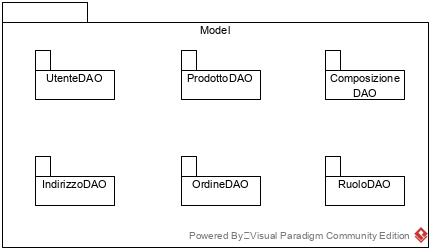 Model
UtenteDAO
ProdottoDAO
Composizione
DAO
IndirizzoDAO
OrdineDAO
RuoloDAO
Powered By Visual Paradigm Community Edition